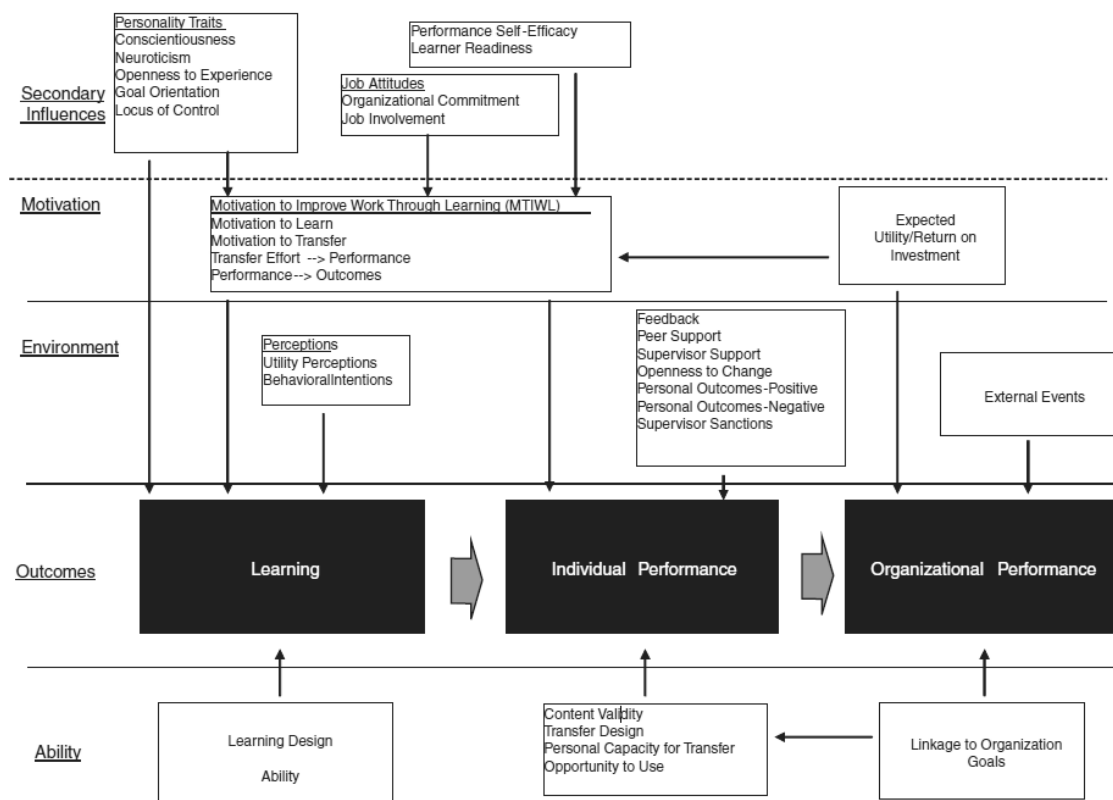 Personality Traits
Conscientiousness
Neuroticism
Openness to Experience
Goal Orientation
Locus of Control
Performance Self-Efficacy
Learner Readiness
Job Attitudes
Organizational Commitment
Job Involvement
Secondary
Influences
Motivation
Motivation to Improve Work Through Learning (MTIWL)
Motivation to Learn
Motivation to Transfer
Transfer Effort --> Performance
Performance--> Outcomes
Expected
Utility/Return on
Investment
Environment
Perceptions
Utility Perceptions
BehavioralIntentions
Feedback
Peer Support
Supervisor Support
Openness to Change
Personal Outcomes-Positive
Personal Outcomes-Negative
Supervisor Sanctions
External Events
Outcomes
Learning
Individual Performance
Organizational Performance
Ability
Learning Design
Ability
Content Validity
Transfer Design
Personal Capacity for Transfer
Opportunity to Use
Linkage to Organization
Goals